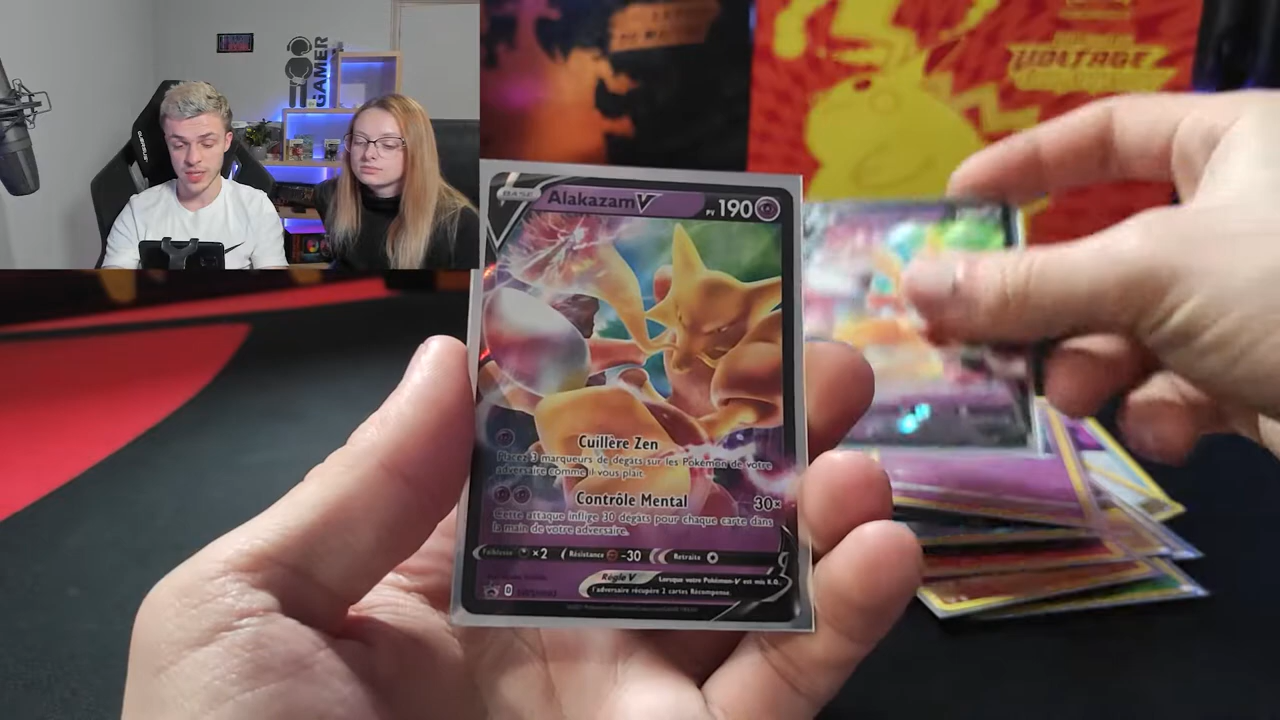 GAMER
VOLTAGE
BASE
Alakazam V
PV 190
Cuillère Zen
Placez 3 marqueurs de dégâts sur les Pokémon de votre
adversaire comme il vous plaît.
Contrôle Mental 30×
Cette attaque inflige 30 dégâts pour chaque carte dans
la main de votre adversaire.
Faiblesse ×2 Résistance -30 Retraite
Règle V Lorsque votre Pokémon-V est mis K.O.,
l'adversaire récupère 2 cartes Récompense.